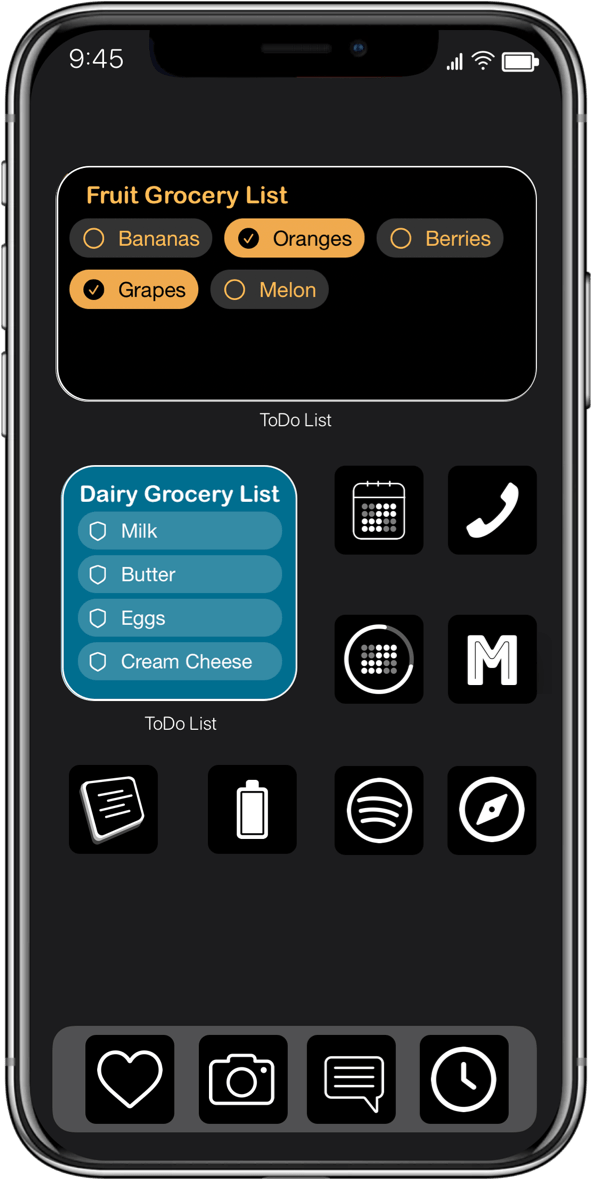 9:45
Fruit Grocery List
Bananas Oranges Berries
Grapes Melon
ToDo List
Dairy Grocery List
Milk
Butter
Eggs
Cream Cheese
ToDo List
M